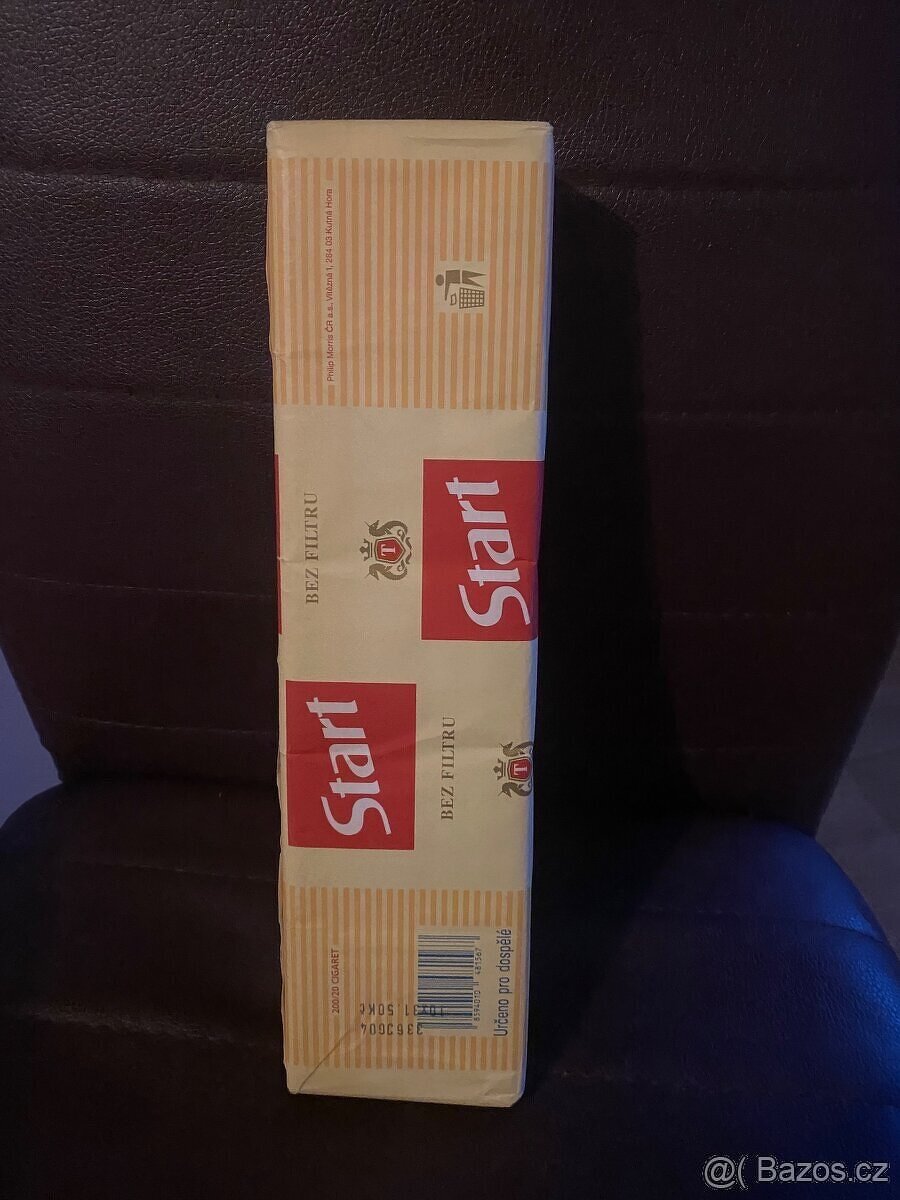 Philip Morris ČR a.s., Vítězná 1, 284 03 Kutná Hora
BEZ FILTRU
T
Start
Start
BEZ FILTRU
T
200/20 CIGARET
10x31.50Kč
Určeno pro dospělé
@( Bazos.cz